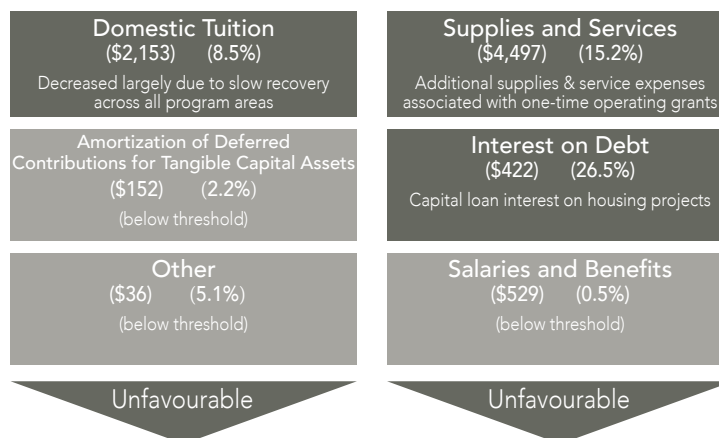 Domestic Tuition
($2,153) (8.5%)
Decreased largely due to slow recovery
across all program areas
Amortization of Deferred
Contributions for Tangible Capital Assets
($152) (2.2%)
(below threshold)
Other
($36) (5.1%)
(below threshold)
Unfavourable
Supplies and Services
($4,497) (15.2%)
Additional supplies & service expenses
associated with one-time operating grants
Interest on Debt
($422) (26.5%)
Capital loan interest on housing projects
Salaries and Benefits
($529) (0.5%)
(below threshold)
Unfavourable